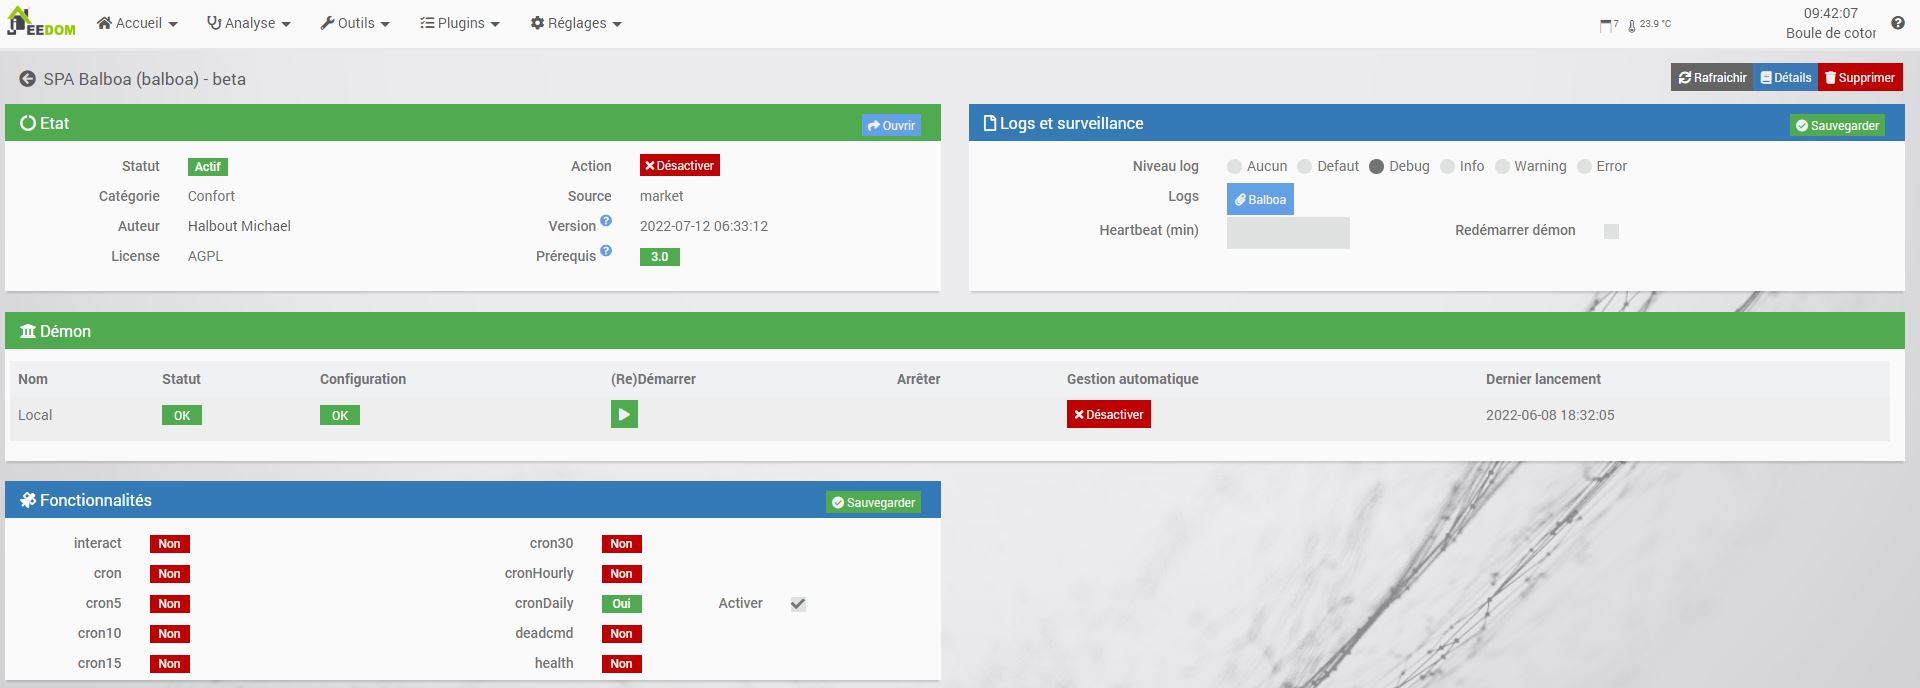 JEEDOM
Accueil
Analyse
Outils
Plugins
Réglages
7
23.9 °C
09:42:07
Boule de cotor
SPA Balboa (balboa) - beta
Rafraichir
Détails
Supprimer
Etat
Ouvrir
Statut
Actif
Action
Désactiver
Catégorie
Confort
Source
market
Auteur
Halbout Michael
Version
2022-07-12 06:33:12
License
AGPL
Prérequis
3.0
Logs et surveillance
Sauvegarder
Niveau log
Aucun
Defaut
Debug
Info
Warning
Error
Logs
Balboa
Heartbeat (min)
Redémarrer démon
Démon
Nom
Statut
Configuration
(Re)Démarrer
Arrêter
Gestion automatique
Dernier lancement
Local
OK
OK
Désactiver
2022-06-08 18:32:05
Fonctionnalités
Sauvegarder
interact
Non
cron30
Non
cron
Non
cronHourly
Non
cron5
Non
cronDaily
Oui
Activer
cron10
Non
deadcmd
Non
cron15
Non
health
Non